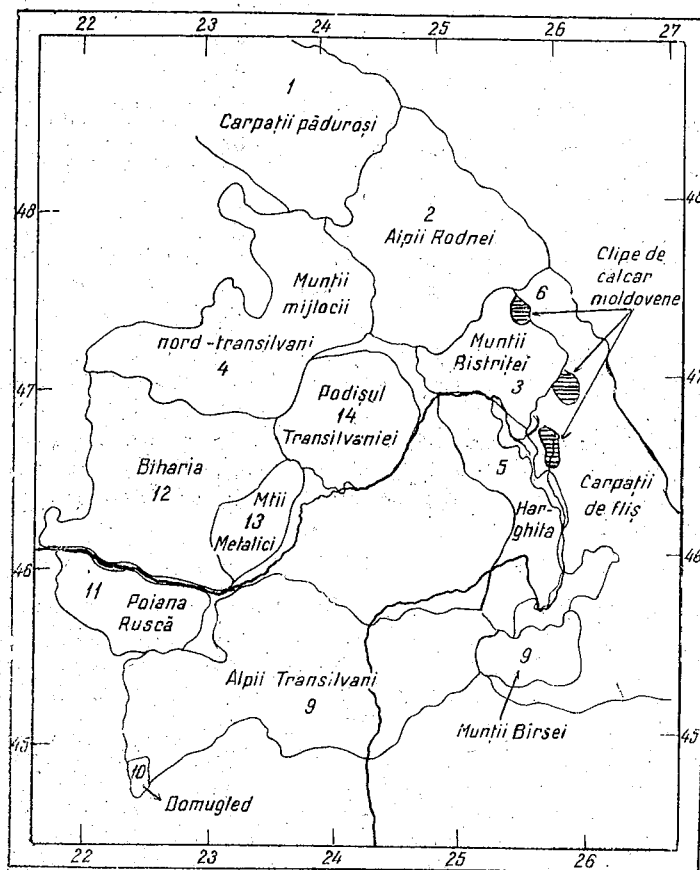 22 23 24 25 26 27
1
Carpații păduroși
48
48
2
Alpii Rodnei
Clipe de
calcar
moldovene
6
Munții
mijlocii
nord-transilvani
4
Munții
Bistriței
3
47
47
Podișul
14
Transilvaniei
Biharia
12
5
Mții
13
Metalici
Carpații
de fliș
Har-
ghita
46
46
11
Poiana
Ruscă
9
Alpii Transilvani
9
Munții Bîrsei
45
45
10
Domugled
22 23 24 25 26